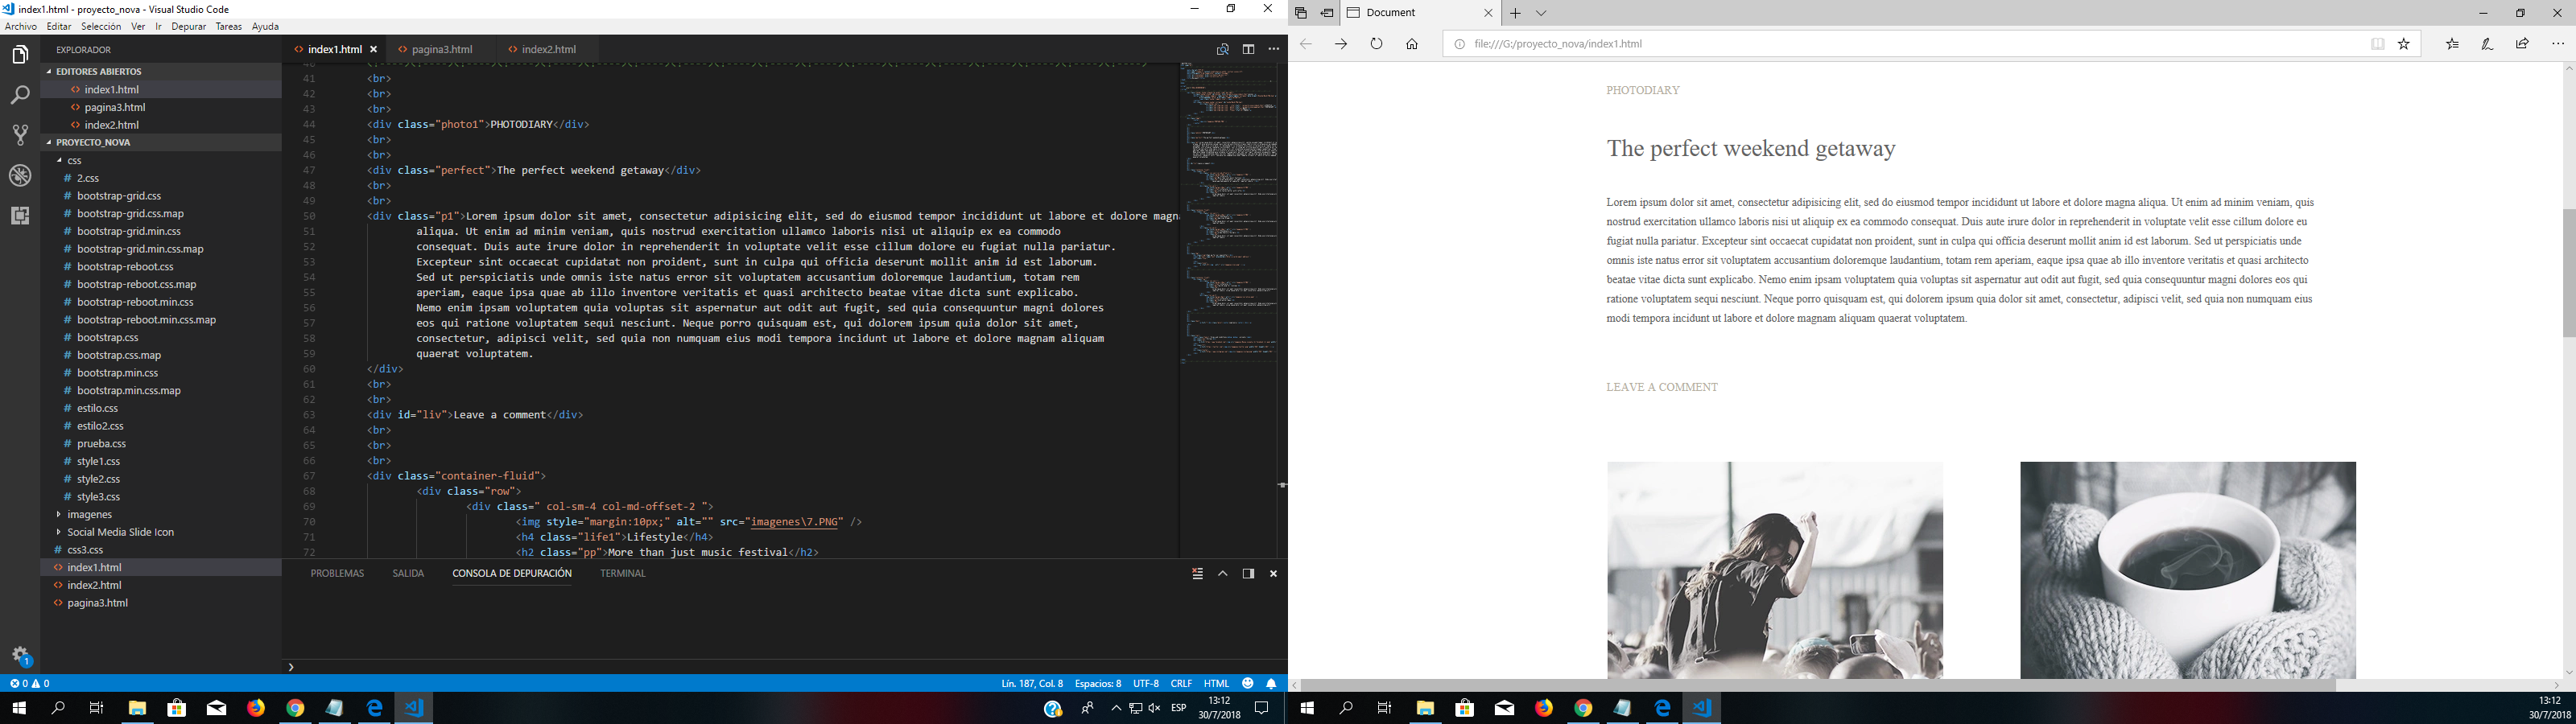 index1.html - proyecto_nova - Visual Studio Code
Archivo Editar Selección Ver Ir Depurar Tareas Ayuda
EXPLORADOR
EDITORES ABIERTOS
index1.html
pagina3.html
index2.html
PROYECTO_NOVA
css
2.css
bootstrap-grid.css
bootstrap-grid.css.map
bootstrap-grid.min.css
bootstrap-grid.min.css.map
bootstrap-reboot.css
bootstrap-reboot.css.map
bootstrap-reboot.min.css
bootstrap-reboot.min.css.map
bootstrap.css
bootstrap.css.map
bootstrap.min.css
bootstrap.min.css.map
estilo.css
estilo2.css
prueba.css
style1.css
style2.css
style3.css
imagenes
Social Media Slide Icon
css3.css
index1.html
index2.html
pagina3.html
index1.html pagina3.html index2.html
41 <br>
42 <br>
43 <br>
44 <div class="photo1">PHOTODIARY</div>
45 <br>
46 <br>
47 <div class="perfect">The perfect weekend getaway</div>
48 <br>
49 <br>
50 <div class="p1">Lorem ipsum dolor sit amet, consectetur adipisicing elit, sed do eiusmod tempor incididunt ut labore et dolore magna
51 aliqua. Ut enim ad minim veniam, quis nostrud exercitation ullamco laboris nisi ut aliquip ex ea commodo
52 consequat. Duis aute irure dolor in reprehenderit in voluptate velit esse cillum dolore eu fugiat nulla pariatur.
53 Excepteur sint occaecat cupidatat non proident, sunt in culpa qui officia deserunt mollit anim id est laborum.
54 Sed ut perspiciatis unde omnis iste natus error sit voluptatem accusantium doloremque laudantium, totam rem
55 aperiam, eaque ipsa quae ab illo inventore veritatis et quasi architecto beatae vitae dicta sunt explicabo.
56 Nemo enim ipsam voluptatem quia voluptas sit aspernatur aut odit aut fugit, sed quia consequuntur magni dolores
57 eos qui ratione voluptatem sequi nesciunt. Neque porro quisquam est, qui dolorem ipsum quia dolor sit amet,
58 consectetur, adipisci velit, sed quia non numquam eius modi tempora incidunt ut labore et dolore magnam aliquam
59 quaerat voluptatem.
60 </div>
61 <br>
62 <br>
63 <div id="liv">Leave a comment</div>
64 <br>
65 <br>
66 <br>
67 <div class="container-fluid">
68 <div class="row">
69 <div class=" col-sm-4 col-md-offset-2 ">
70 <img style="margin:10px;" alt="" src="imagenes\7.PNG" />
71 <h4 class="life1">Lifestyle</h4>
72 <h2 class="pp">More than just music festival</h2>
PROBLEMAS SALIDA CONSOLA DE DEPURACIÓN TERMINAL
1
0 0
Lín. 187, Col. 8 Espacios: 8 UTF-8 CRLF HTML
ESP
13:12
30/7/2018
Document
file:///G:/proyecto_nova/index1.html
PHOTODIARY
The perfect weekend getaway
Lorem ipsum dolor sit amet, consectetur adipisicing elit, sed do eiusmod tempor incididunt ut labore et dolore magna aliqua. Ut enim ad minim veniam, quis
nostrud exercitation ullamco laboris nisi ut aliquip ex ea commodo consequat. Duis aute irure dolor in reprehenderit in voluptate velit esse cillum dolore eu
fugiat nulla pariatur. Excepteur sint occaecat cupidatat non proident, sunt in culpa qui officia deserunt mollit anim id est laborum. Sed ut perspiciatis unde
omnis iste natus error sit voluptatem accusantium doloremque laudantium, totam rem aperiam, eaque ipsa quae ab illo inventore veritatis et quasi architecto
beatae vitae dicta sunt explicabo. Nemo enim ipsam voluptatem quia voluptas sit aspernatur aut odit aut fugit, sed quia consequuntur magni dolores eos qui
ratione voluptatem sequi nesciunt. Neque porro quisquam est, qui dolorem ipsum quia dolor sit amet, consectetur, adipisci velit, sed quia non numquam eius
modi tempora incidunt ut labore et dolore magnam aliquam quaerat voluptatem.
LEAVE A COMMENT
13:12
30/7/2018